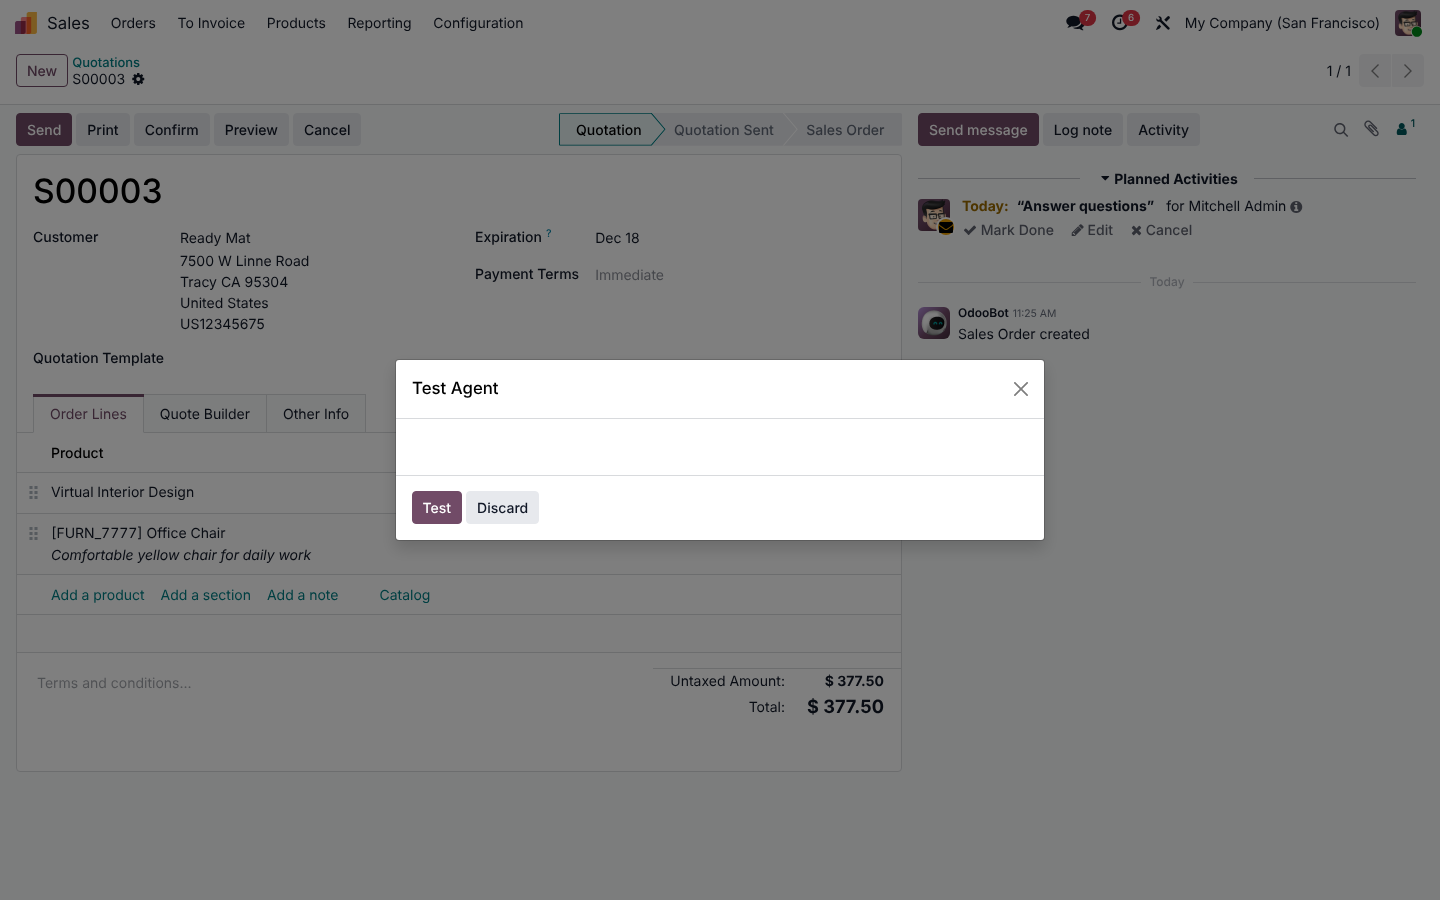 Sales Orders To Invoice Products Reporting Configuration 7 6 My Company (San Francisco)
New Quotations 1 / 1
S00003
Send Print Confirm Preview Cancel Quotation Quotation Sent Sales Order Send message Log note Activity 1
S00003
Planned Activities
Today: “Answer questions” for Mitchell Admin
Mark Done Edit Cancel
Customer Ready Mat Expiration ? Dec 18
7500 W Linne Road
Tracy CA 95304 Payment Terms Immediate
United States
US12345675
Today
OdooBot 11:25 AM
Sales Order created
Quotation Template
Test Agent
Test Discard
Order Lines Quote Builder Other Info
Product
Virtual Interior Design
[FURN_7777] Office Chair
Comfortable yellow chair for daily work
Add a product Add a section Add a note Catalog
Terms and conditions...
Untaxed Amount: $ 377.50
Total: $ 377.50